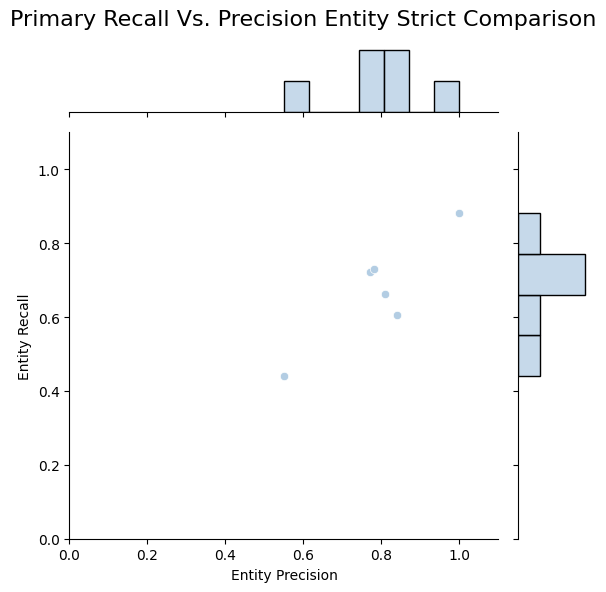 Primary Recall Vs. Precision Entity Strict Comparison
1.0
0.8
0.6
0.4
0.2
0.0
Entity Recall
0.0 0.2 0.4 0.6 0.8 1.0
Entity Precision